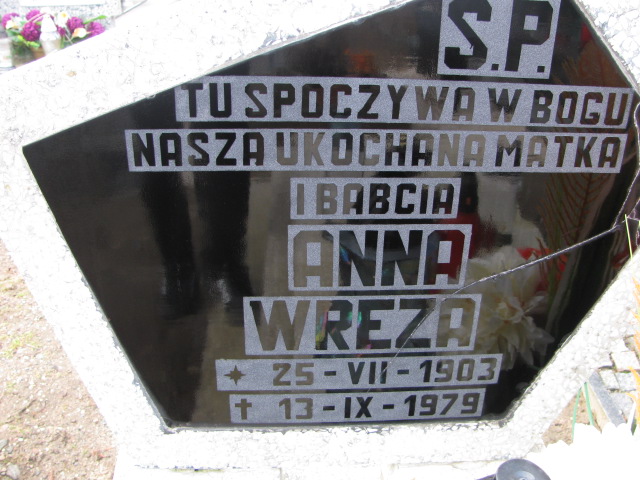 S.P.
TU SPOCZYWA W BOGU
NASZA UKOCHANA MATKA
I BABCIA
ANNA
WREZA
25-VII-1903
✝ 13-IX-1979